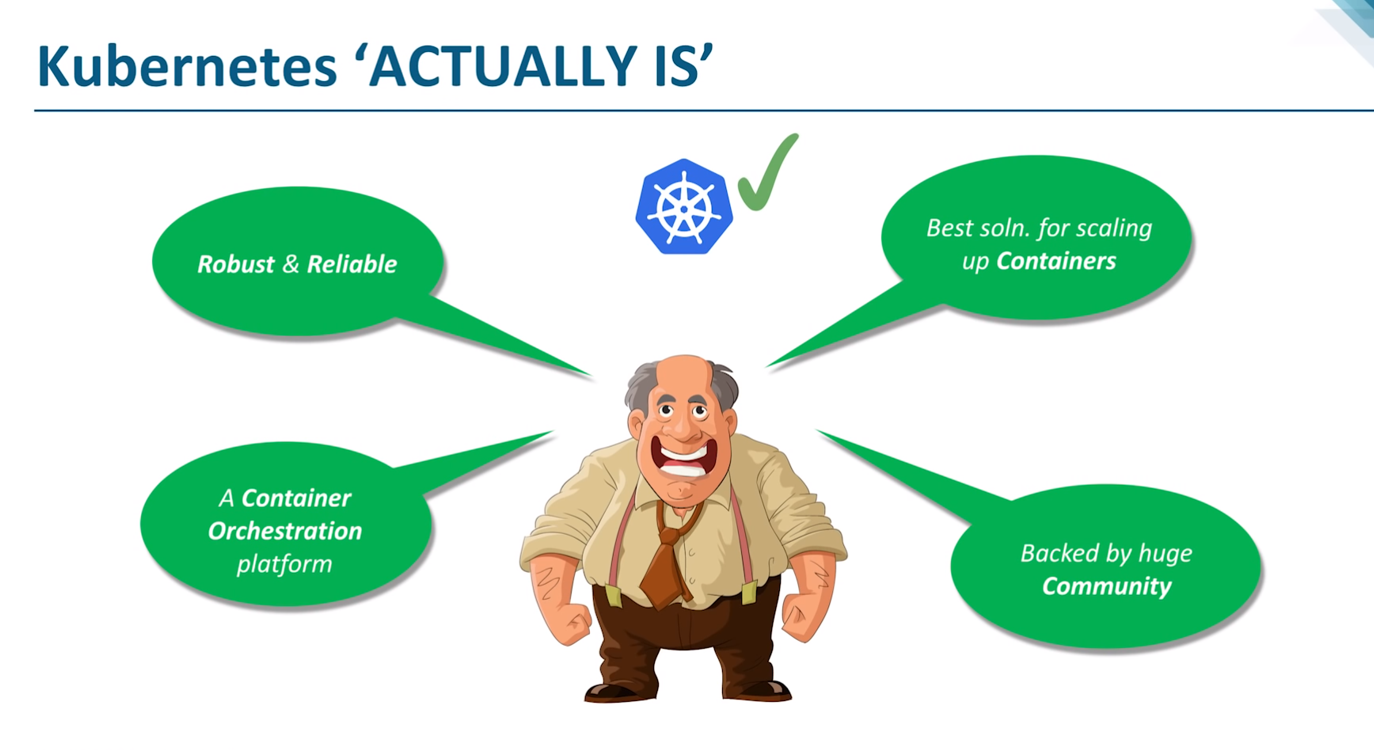 Kubernetes ‘ACTUALLY IS’
Robust & Reliable
Best soln. for scaling
up Containers
A Container
Orchestration
platform
Backed by huge
Community